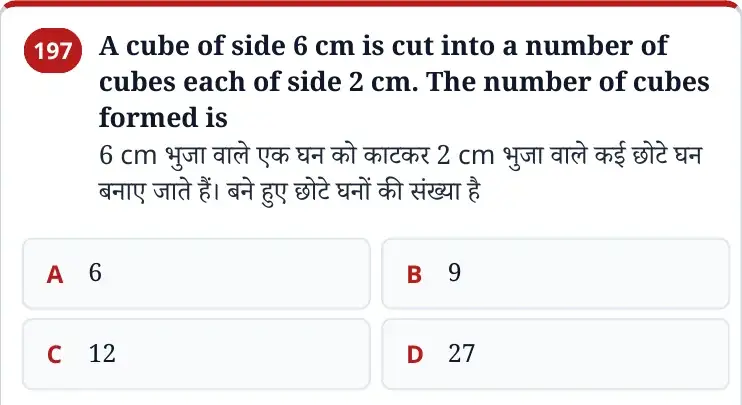 197 A cube of side 6 cm is cut into a number of
cubes each of side 2 cm. The number of cubes
formed is
6 cm भुजा वाले एक घन को काटकर 2 cm भुजा वाले कई छोटे घन
बनाए जाते हैं। बने हुए छोटे घनों की संख्या है
A 6 B 9
C 12 D 27